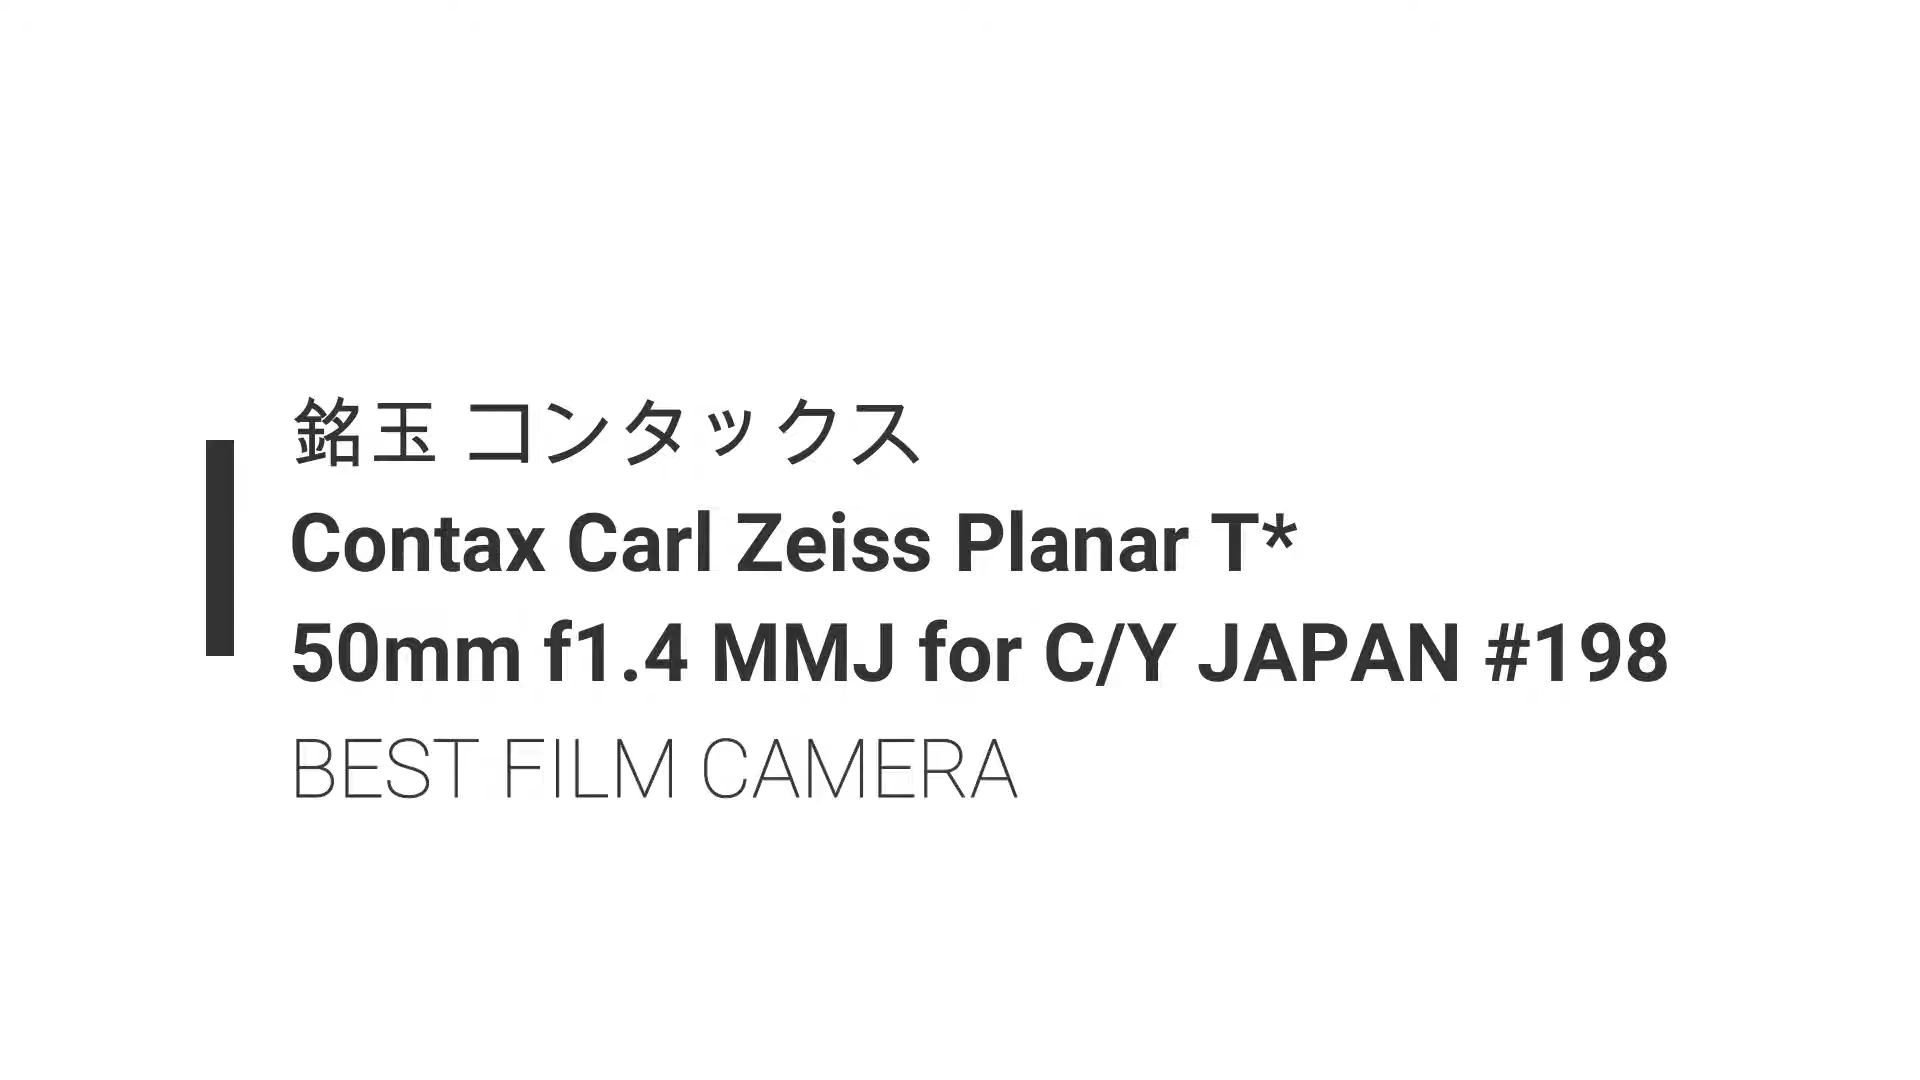 銘玉 コンタックス
Contax Carl Zeiss Planar T*
50mm f1.4 MMJ for C/Y JAPAN #198
BEST FILM CAMERA